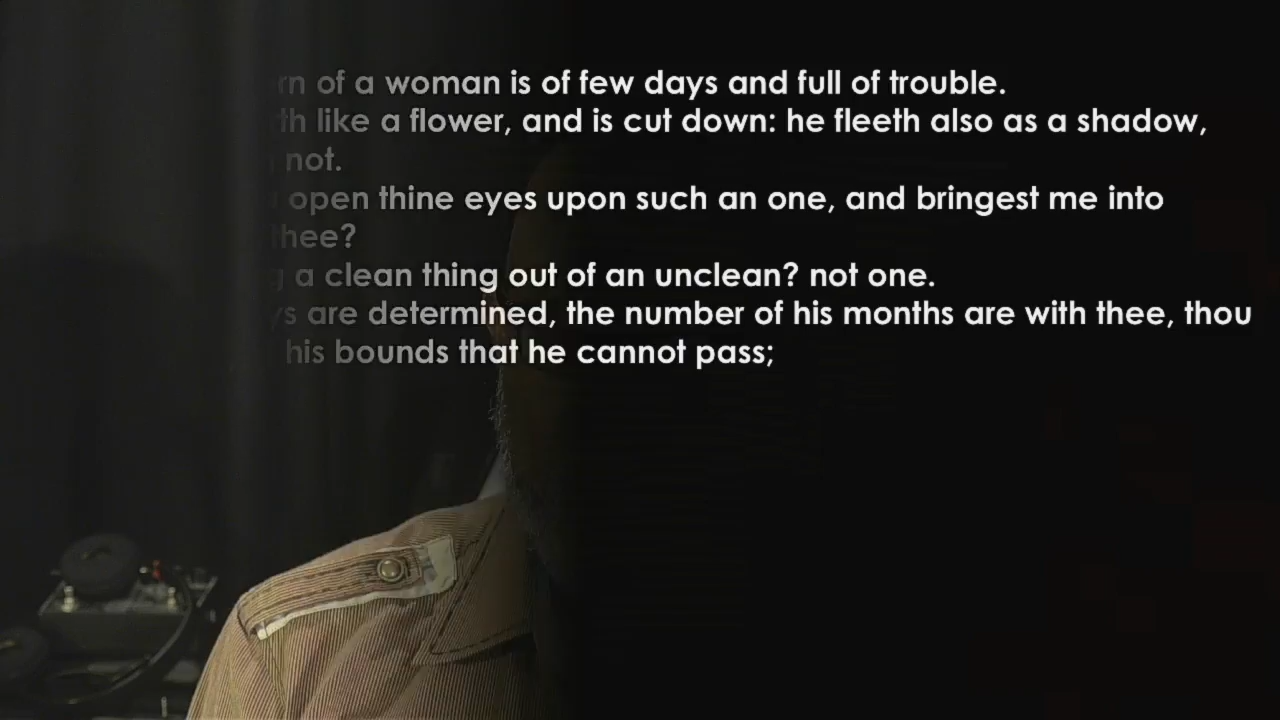 of a woman is of few days and full of trouble.
like a flower, and is cut down: he fleeth also as a shadow,
not.
open thine eyes upon such an one, and bringest me into
thee?
a clean thing out of an unclean? not one.
are determined, the number of his months are with thee, thou
his bounds that he cannot pass;